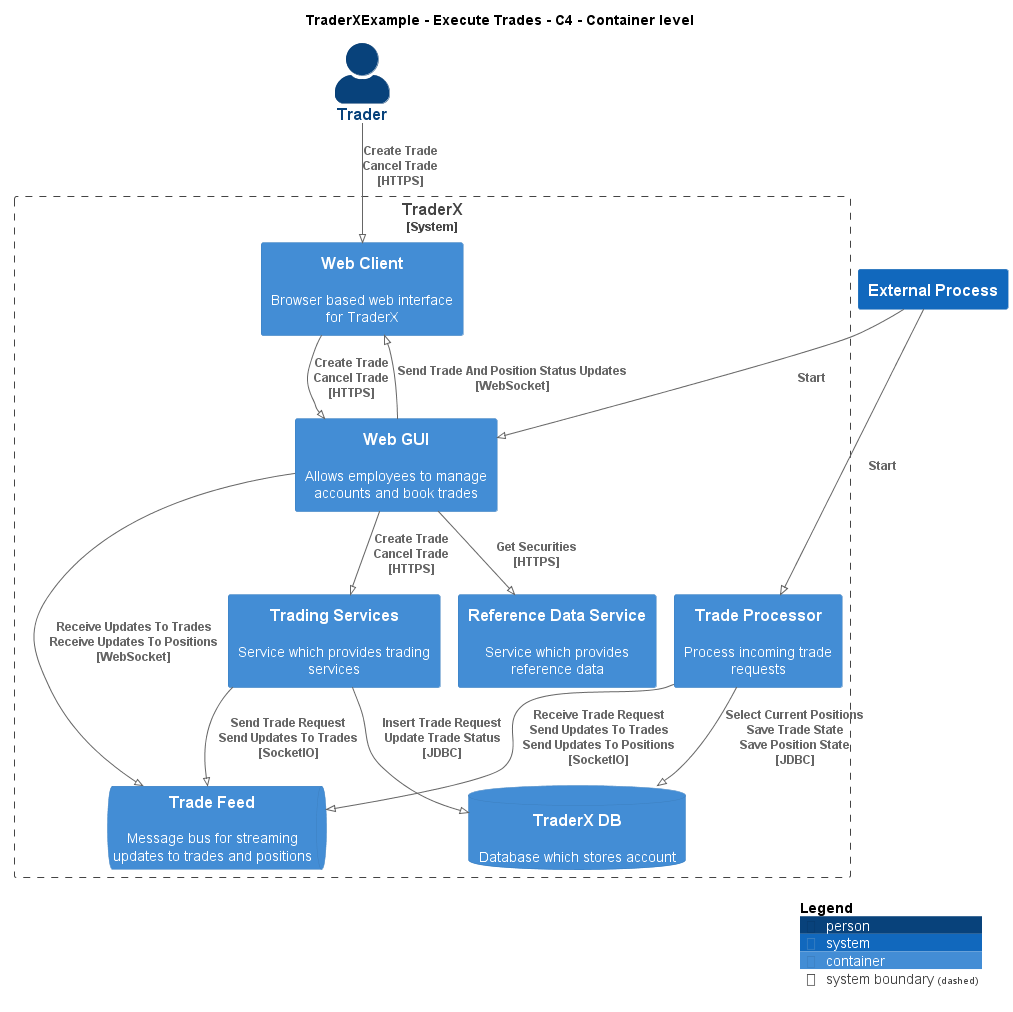 TraderXExample - Execute Trades - C4 - Container level
Trader
Create Trade
Cancel Trade
[HTTPS]
TraderX
[System]
Web Client
Browser based web interface
for TraderX
External Process
Create Trade
Cancel Trade
[HTTPS]
Send Trade And Position Status Updates
[WebSocket]
Start
Web GUI
Allows employees to manage
accounts and book trades
Start
Create Trade
Cancel Trade
[HTTPS]
Get Securities
[HTTPS]
Receive Updates To Trades
Receive Updates To Positions
[WebSocket]
Trading Services
Service which provides trading
services
Reference Data Service
Service which provides
reference data
Trade Processor
Process incoming trade
requests
Send Trade Request
Send Updates To Trades
[SocketIO]
Insert Trade Request
Update Trade Status
[JDBC]
Receive Trade Request
Send Updates To Trades
Send Updates To Positions
[SocketIO]
Select Current Positions
Save Trade State
Save Position State
[JDBC]
Trade Feed
Message bus for streaming
updates to trades and positions
TraderX DB
Database which stores account
Legend
person
system
container
system boundary (dashed)